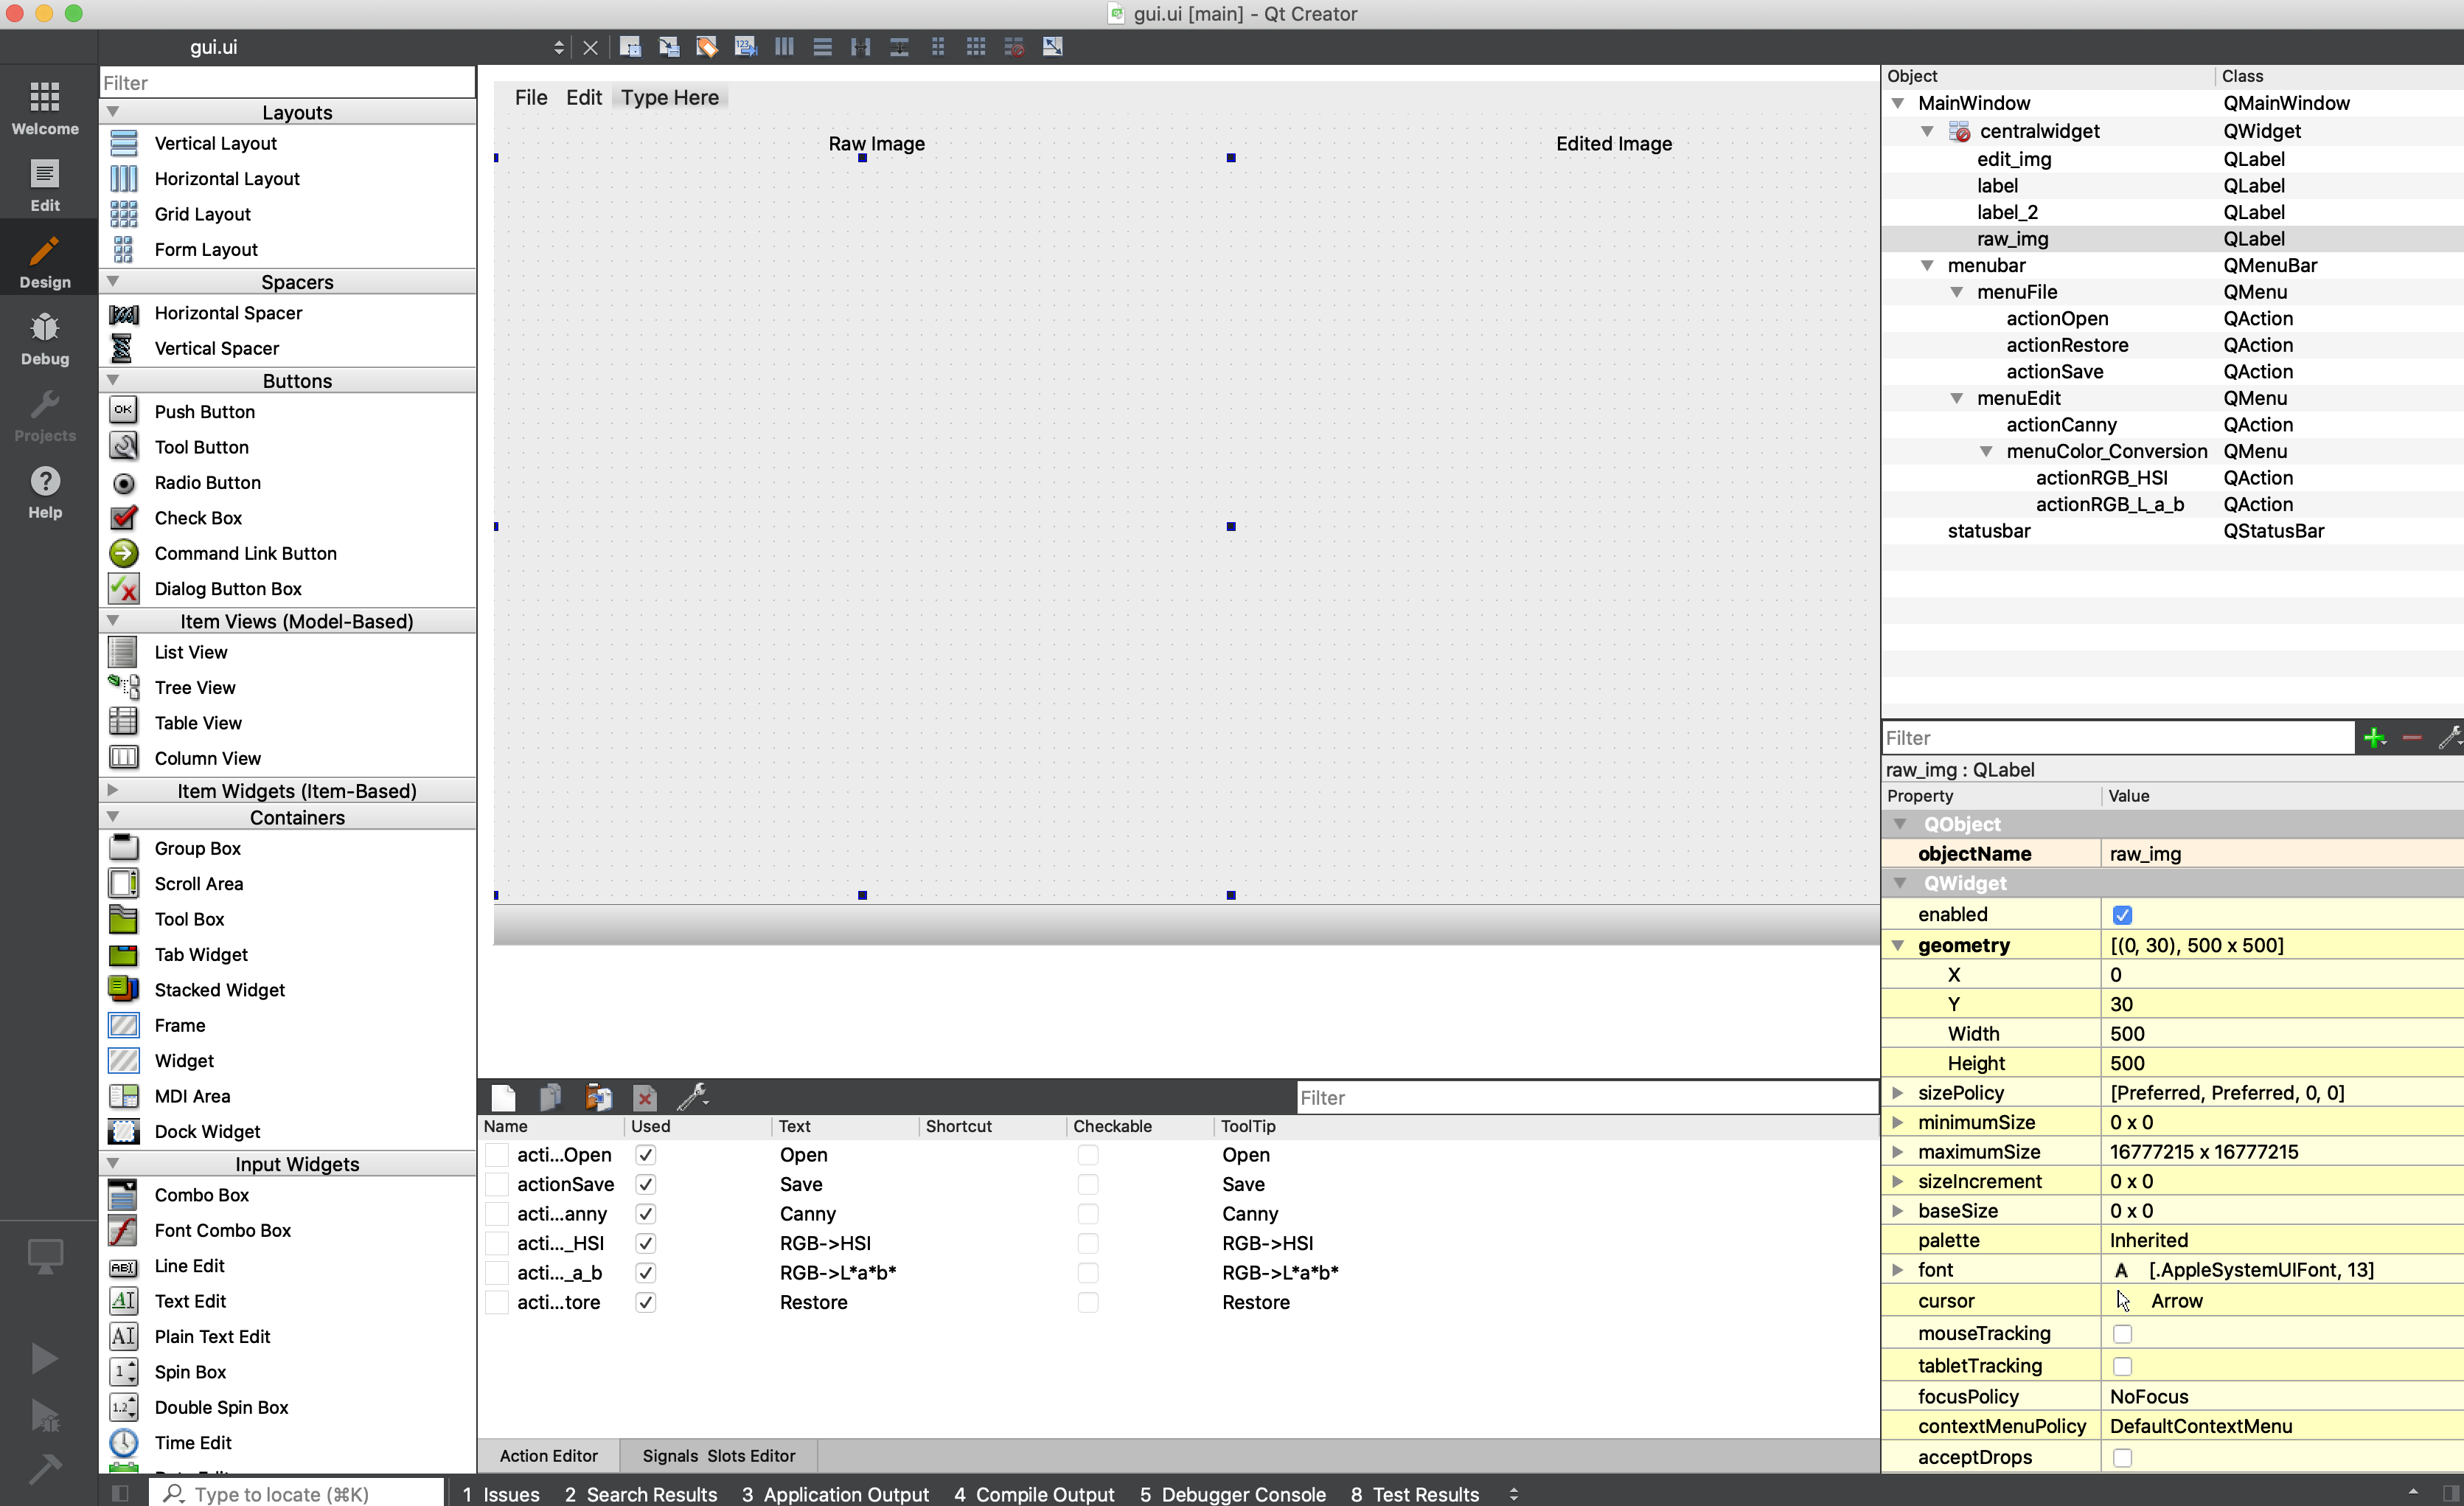 gui.ui [main] - Qt Creator
gui.ui
Welcome
Edit
Design
Debug
Projects
Help
Filter
Layouts
Vertical Layout
Horizontal Layout
Grid Layout
Form Layout
Spacers
Horizontal Spacer
Vertical Spacer
Buttons
Push Button
Tool Button
Radio Button
Check Box
Command Link Button
Dialog Button Box
Item Views (Model-Based)
List View
Tree View
Table View
Column View
Item Widgets (Item-Based)
Containers
Group Box
Scroll Area
Tool Box
Tab Widget
Stacked Widget
Frame
Widget
MDI Area
Dock Widget
Input Widgets
Combo Box
Font Combo Box
Line Edit
Text Edit
Plain Text Edit
Spin Box
Double Spin Box
Time Edit
File Edit Type Here
Raw Image Edited Image
Filter
Name Used Text Shortcut Checkable ToolTip
acti...Open Open Open
actionSave Save Save
acti...anny Canny Canny
acti..._HSI RGB->HSI RGB->HSI
acti..._a_b RGB->L*a*b* RGB->L*a*b*
acti...tore Restore Restore
Action Editor Signals Slots Editor
Object Class
MainWindow QMainWindow
centralwidget QWidget
edit_img QLabel
label QLabel
label_2 QLabel
raw_img QLabel
menubar QMenuBar
menuFile QMenu
actionOpen QAction
actionRestore QAction
actionSave QAction
menuEdit QMenu
actionCanny QAction
menuColor_Conversion QMenu
actionRGB_HSI QAction
actionRGB_L_a_b QAction
statusbar QStatusBar
Filter
raw_img : QLabel
Property Value
QObject
objectName raw_img
QWidget
enabled
geometry [(0, 30), 500 x 500]
X 0
Y 30
Width 500
Height 500
sizePolicy [Preferred, Preferred, 0, 0]
minimumSize 0 x 0
maximumSize 16777215 x 16777215
sizeIncrement 0 x 0
baseSize 0 x 0
palette Inherited
font A [.AppleSystemUIFont, 13]
cursor Arrow
mouseTracking
tabletTracking
focusPolicy NoFocus
contextMenuPolicy DefaultContextMenu
acceptDrops
Type to locate (⌘K) 1 Issues 2 Search Results 3 Application Output 4 Compile Output 5 Debugger Console 8 Test Results